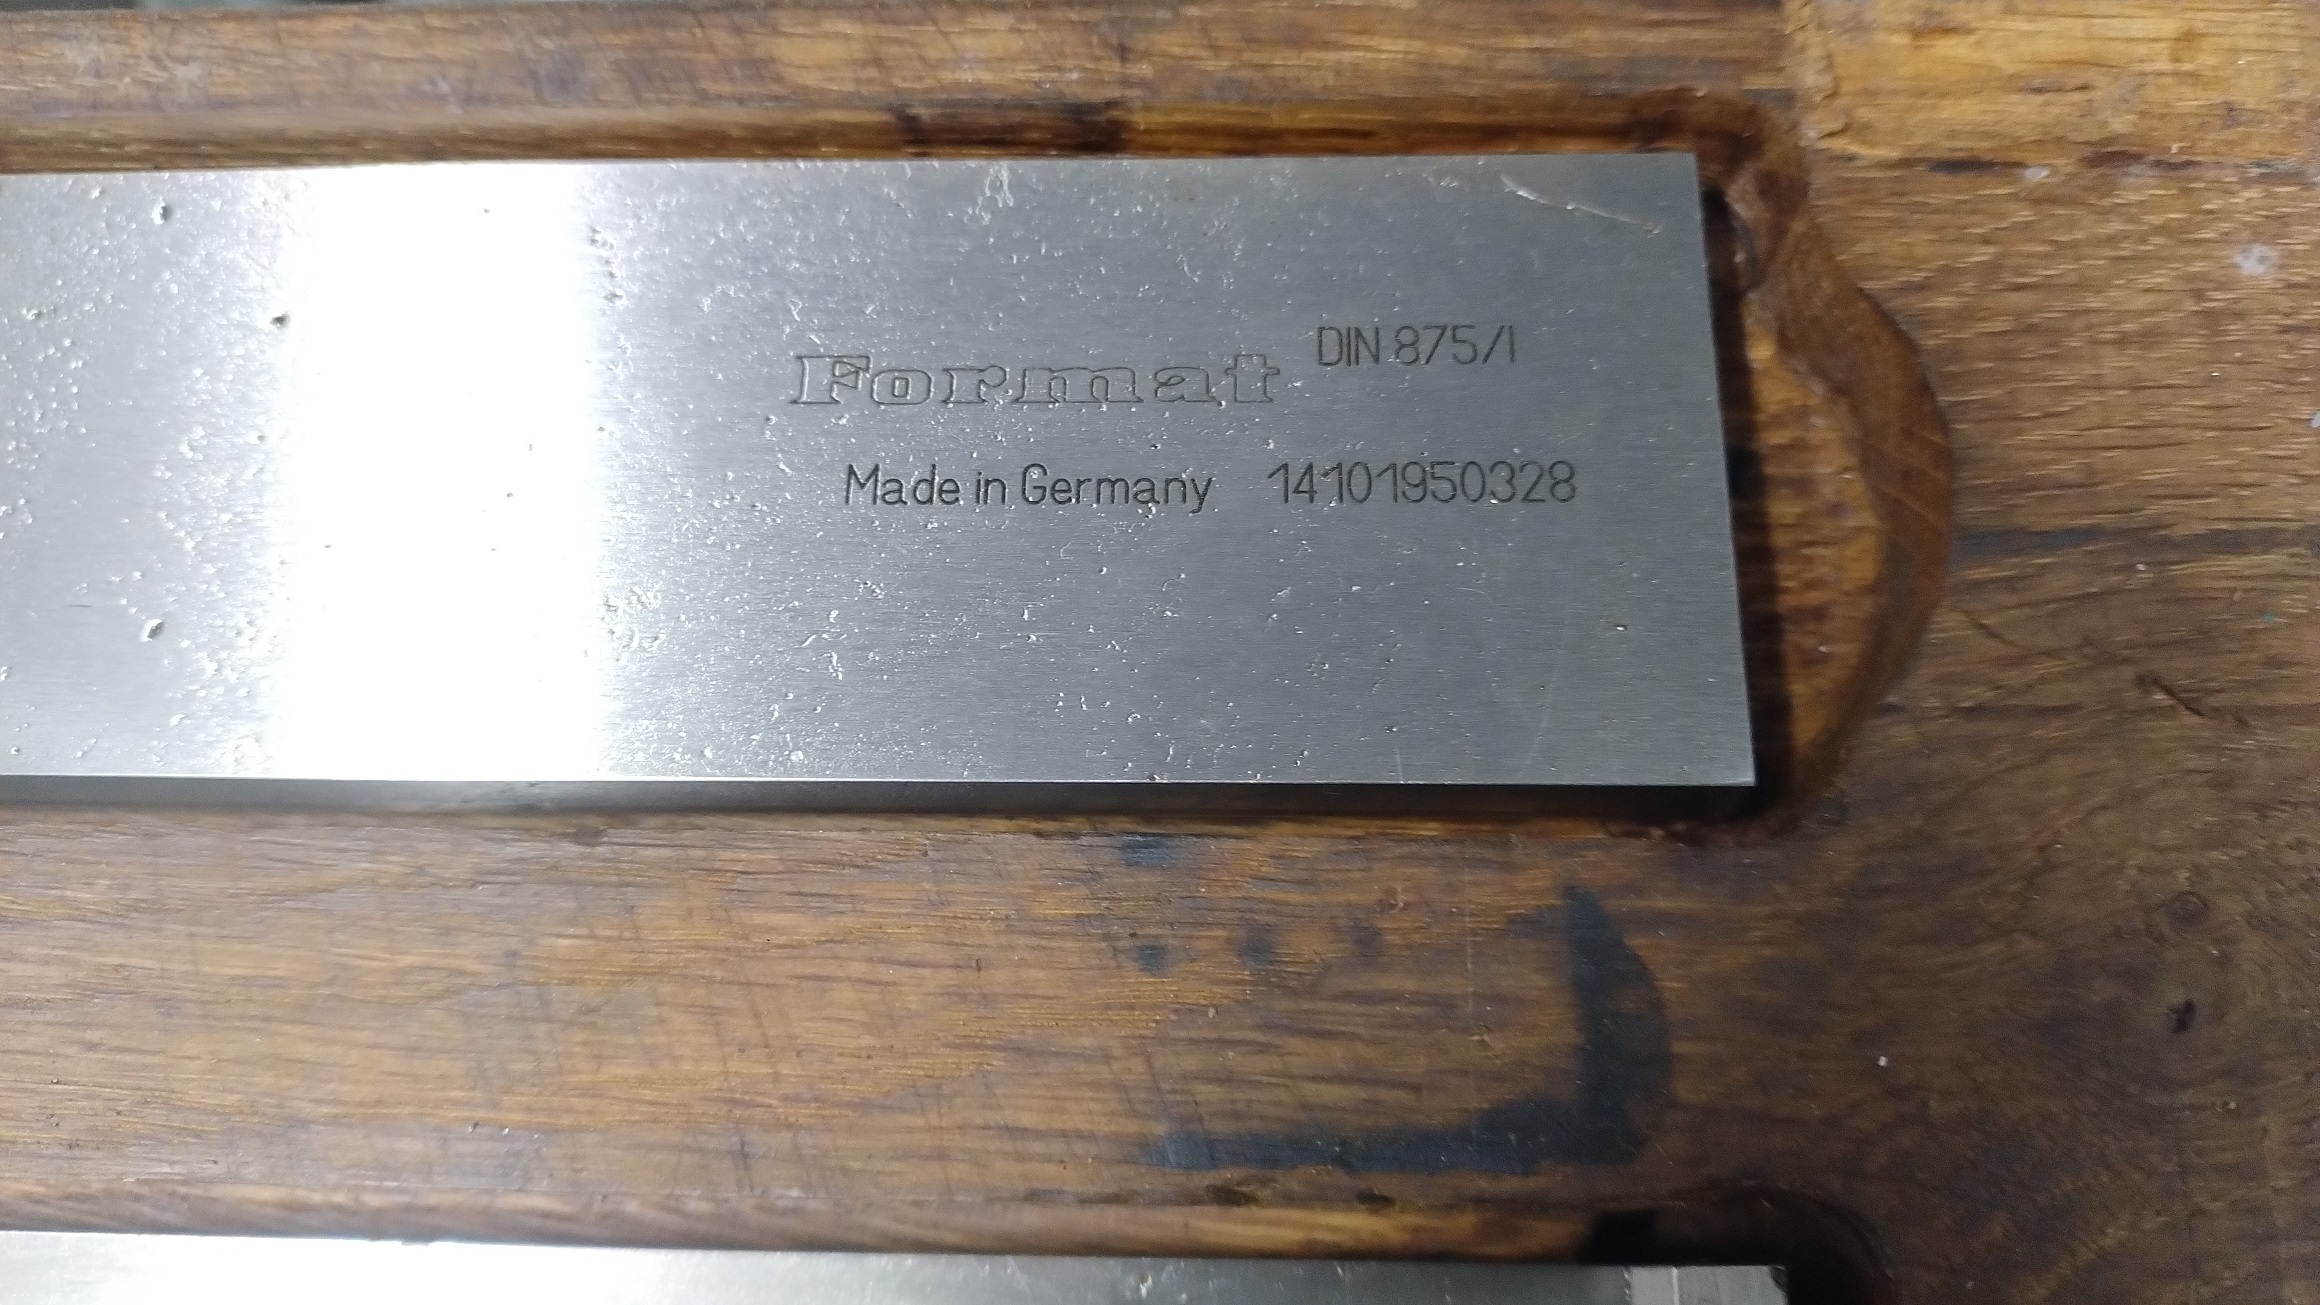 Format DIN 875/I
Made in Germany 14101950328